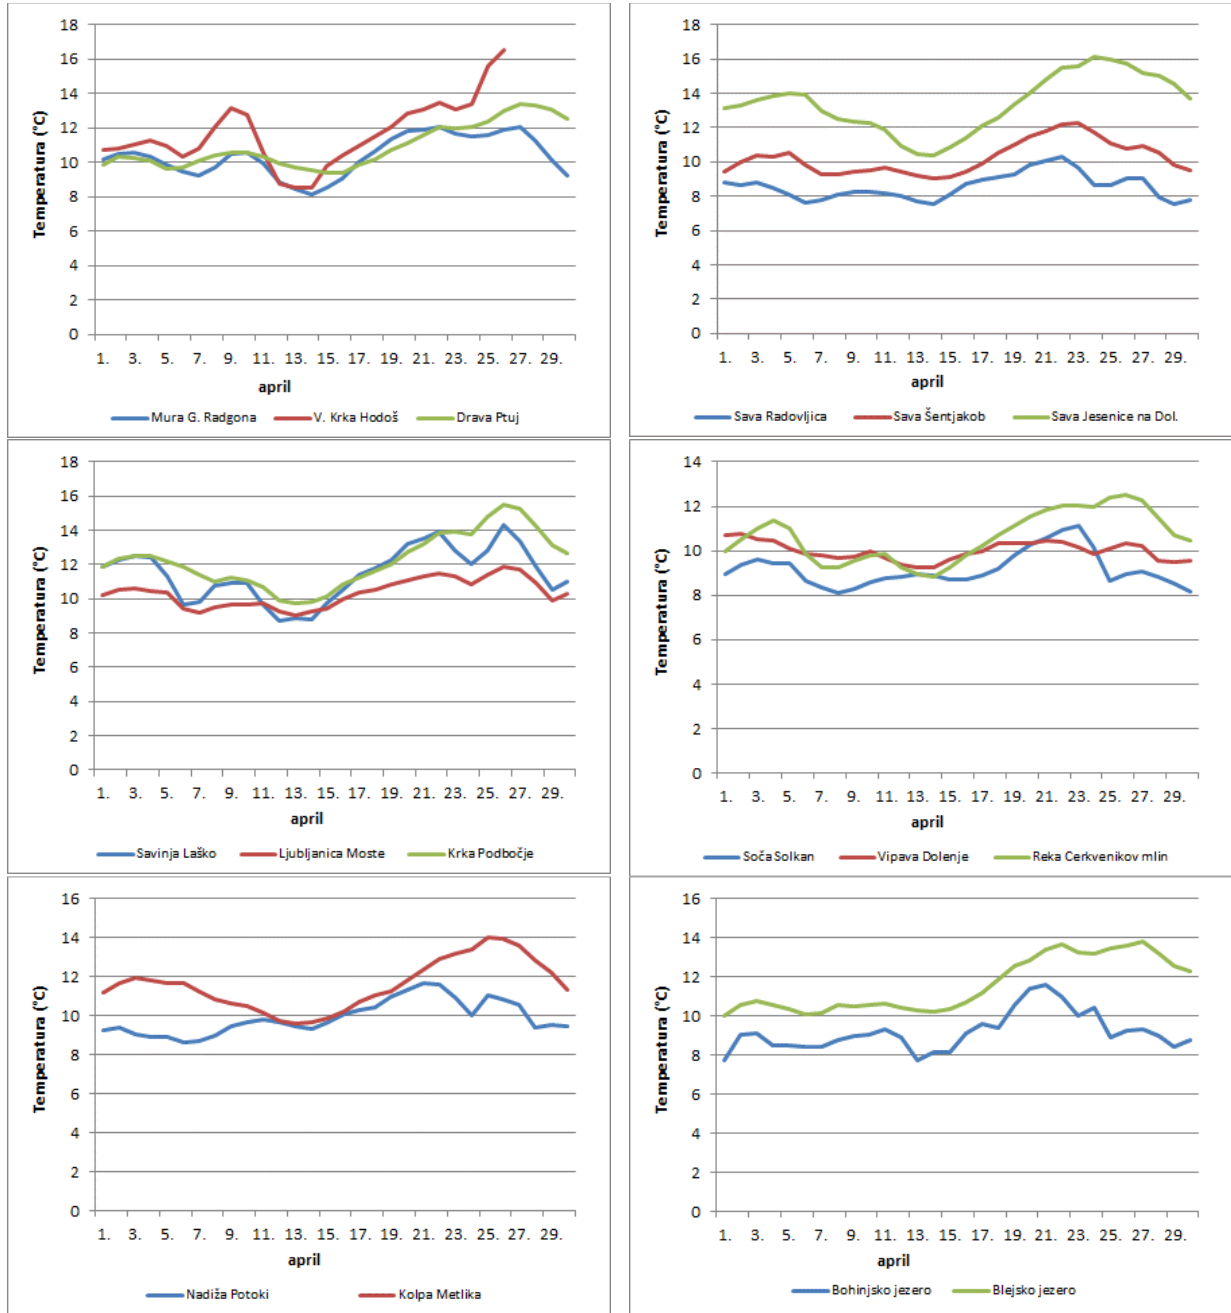 18
16
14
12
10
8
6
4
2
0
Temperatura (°C)
1. 3. 5. 7. 9. 11. 13. 15. 17. 19. 21. 23. 25. 27. 29.
april
Mura G. Radgona V. Krka Hodoš Drava Ptuj
18
16
14
12
10
8
6
4
2
0
Temperatura (°C)
1. 3. 5. 7. 9. 11. 13. 15. 17. 19. 21. 23. 25. 27. 29.
april
Sava Radovljica Sava Šentjakob Sava Jesenice na Dol.
18
16
14
12
10
8
6
4
2
0
Temperatura (°C)
1. 3. 5. 7. 9. 11. 13. 15. 17. 19. 21. 23. 25. 27. 29.
april
Savinja Laško Ljubljanica Moste Krka Podbočje
14
12
10
8
6
4
2
0
Temperatura (°C)
1. 3. 5. 7. 9. 11. 13. 15. 17. 19. 21. 23. 25. 27. 29.
april
Soča Solkan Vipava Dolenje Reka Cerkvenikov mlin
16
14
12
10
8
6
4
2
0
Temperatura (°C)
1. 3. 5. 7. 9. 11. 13. 15. 17. 19. 21. 23. 25. 27. 29.
april
Nadiža Potoki Kolpa Metlika
16
14
12
10
8
6
4
2
0
Temperatura (°C)
1. 3. 5. 7. 9. 11. 13. 15. 17. 19. 21. 23. 25. 27. 29.
april
Bohinjsko jezero Blejsko jezero